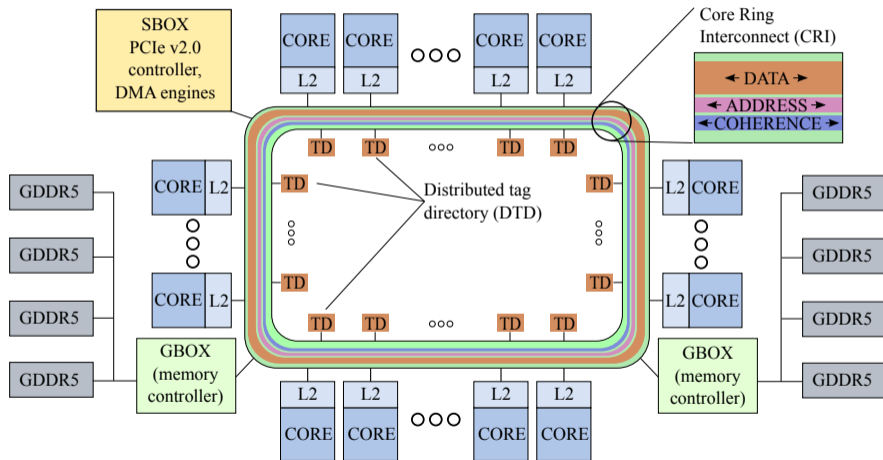 SBOX
PCIe v2.0
controller,
DMA engines
CORE
CORE
CORE
CORE
L2
L2
L2
L2
Core Ring
Interconnect (CRI)
DATA
ADDRESS
COHERENCE
TD
TD
TD
TD
TD
TD
Distributed tag
directory (DTD)
TD
TD
TD
TD
TD
TD
CORE
L2
CORE
L2
L2
CORE
L2
CORE
GDDR5
GDDR5
GDDR5
GDDR5
GDDR5
GDDR5
GDDR5
GDDR5
GBOX
(memory
controller)
GBOX
(memory
controller)
L2
L2
L2
L2
CORE
CORE
CORE
CORE